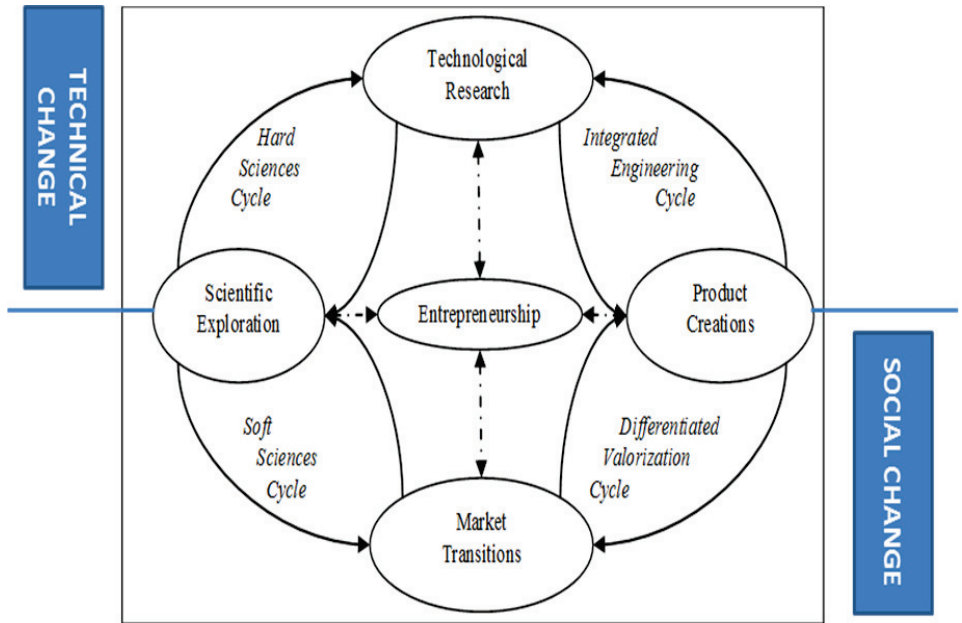 TECHNICAL
CHANGE
Technological
Research
Hard
Sciences
Cycle
Integrated
Engineering
Cycle
Scientific
Exploration
Entrepreneurship
Product
Creations
Soft
Sciences
Cycle
Differentiated
Valorization
Cycle
Market
Transitions
SOCIAL CHANGE